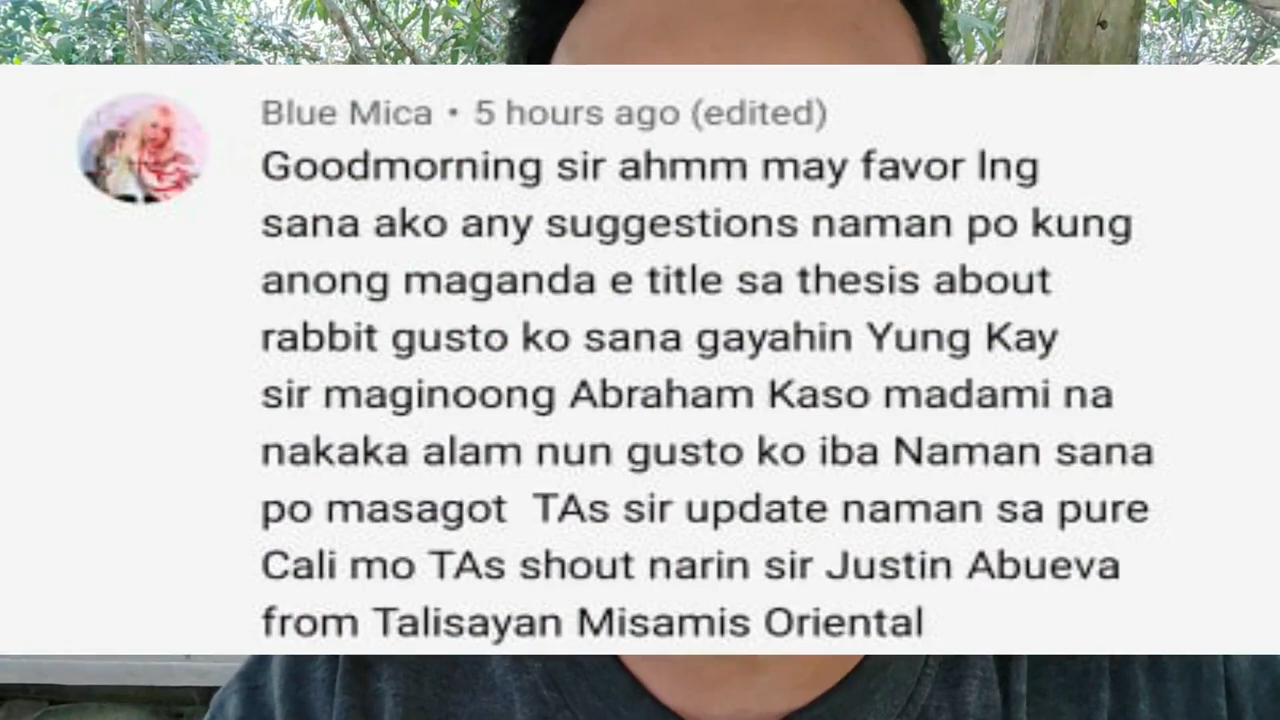 Blue Mica • 5 hours ago (edited)
Goodmorning sir ahmm may favor lng
sana ako any suggestions naman po kung
anong maganda e title sa thesis about
rabbit gusto ko sana gayahin Yung Kay
sir maginoong Abraham Kaso madami na
nakaka alam nun gusto ko iba Naman sana
po masagot TAs sir update naman sa pure
Cali mo TAs shout narin sir Justin Abueva
from Talisayan Misamis Oriental